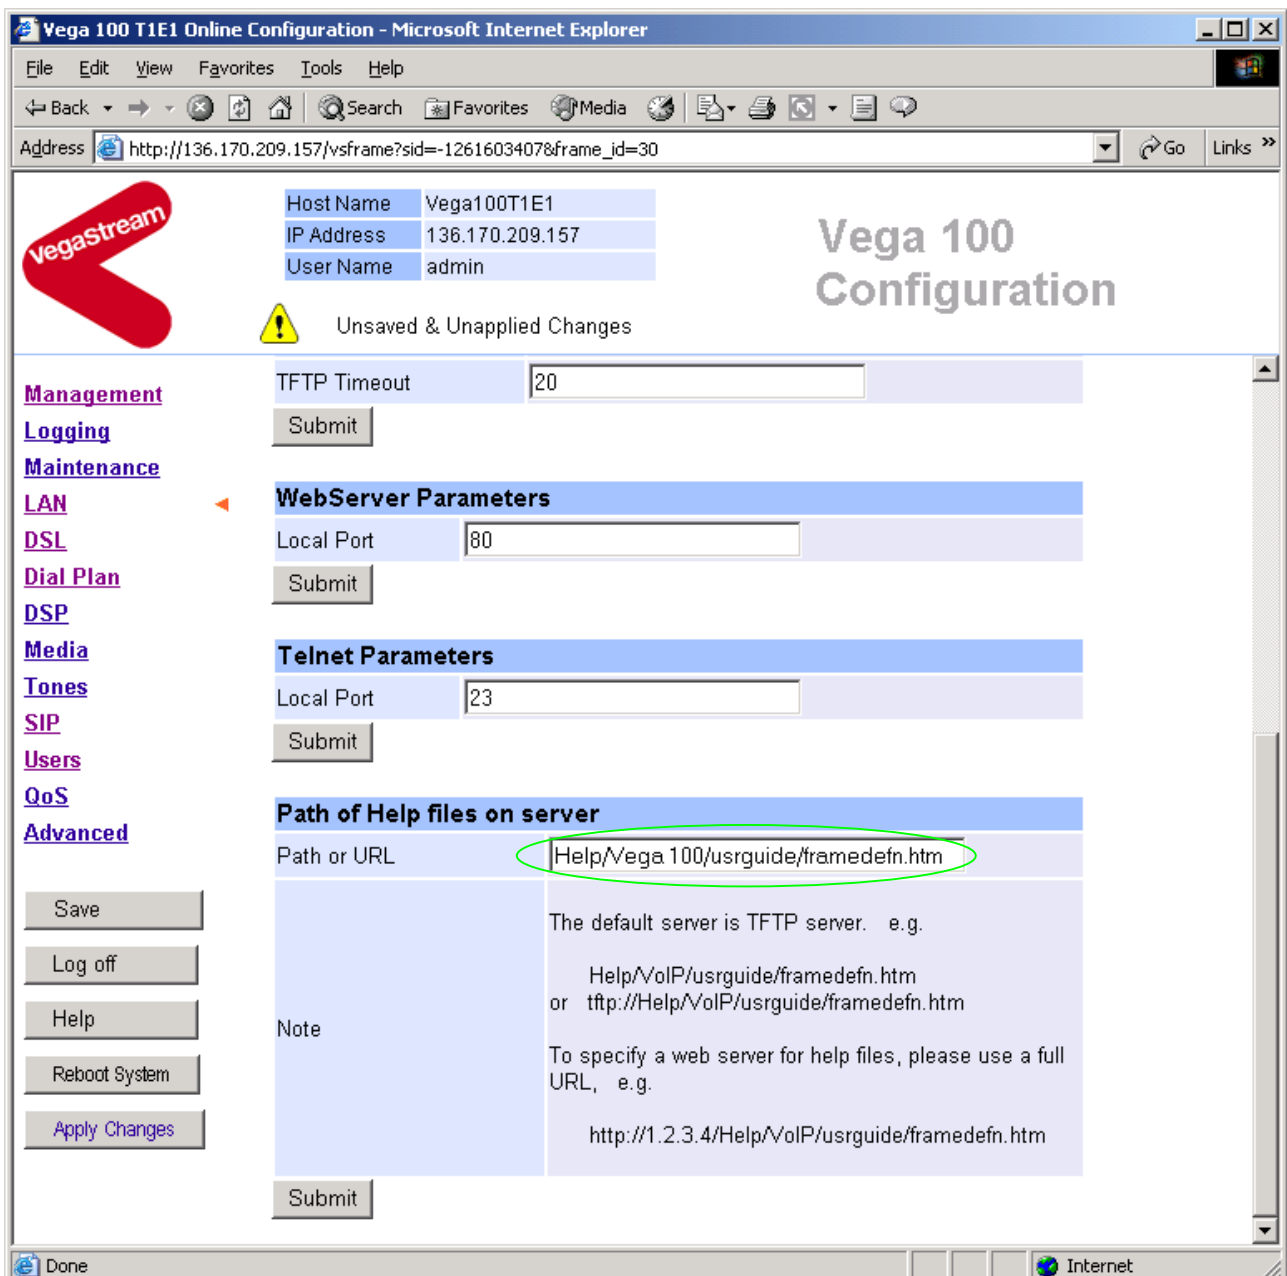 Vega 100 T1E1 Online Configuration - Microsoft Internet Explorer
File Edit View Favorites Tools Help
Back Search Favorites Media
Address http://136.170.209.157/vsframe?sid=-1261603407&frame_id=30 Go Links »
vegastream
Host Name Vega100T1E1
IP Address 136.170.209.157
User Name admin
Vega 100
Configuration
Unsaved & Unapplied Changes
Management
Logging
Maintenance
LAN
DSL
Dial Plan
DSP
Media
Tones
SIP
Users
QoS
Advanced
Save
Log off
Help
Reboot System
Apply Changes
TFTP Timeout 20
Submit
WebServer Parameters
Local Port 80
Submit
Telnet Parameters
Local Port 23
Submit
Path of Help files on server
Path or URL Help/Vega 100/usrguide/framedefn.htm
Note
The default server is TFTP server. e.g.
Help/VoIP/usrguide/framedefn.htm
or tftp://Help/VoIP/usrguide/framedefn.htm
To specify a web server for help files, please use a full
URL, e.g.
http://1.2.3.4/Help/VoIP/usrguide/framedefn.htm
Submit
Done Internet